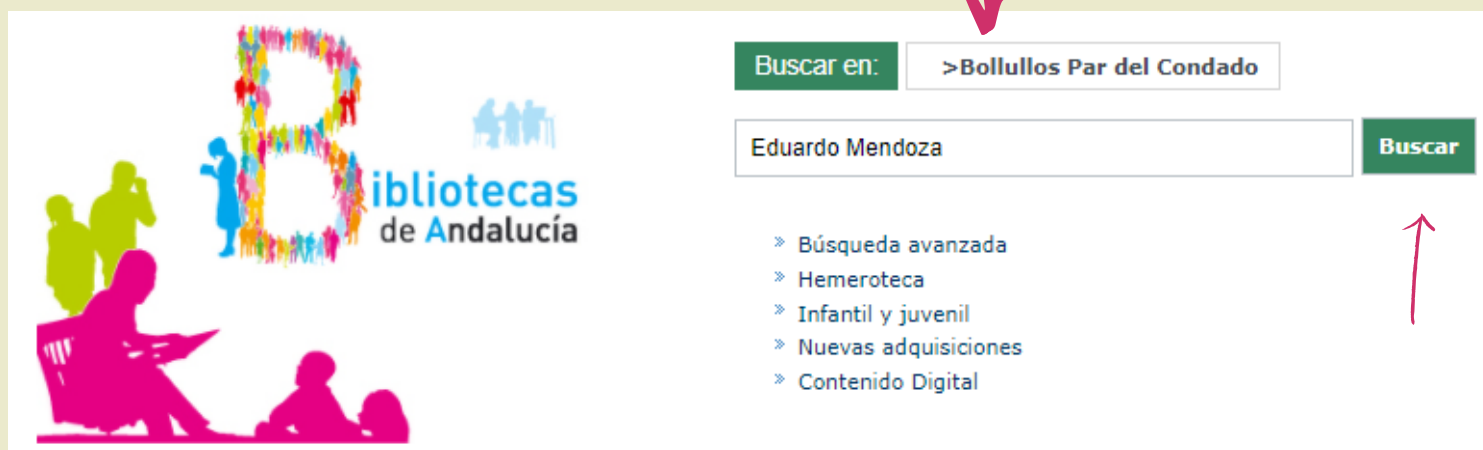 Bibliotecas
de Andalucía
Buscar en:
>Bollullos Par del Condado
Eduardo Mendoza
Buscar
» Búsqueda avanzada
» Hemeroteca
» Infantil y juvenil
» Nuevas adquisiciones
» Contenido Digital